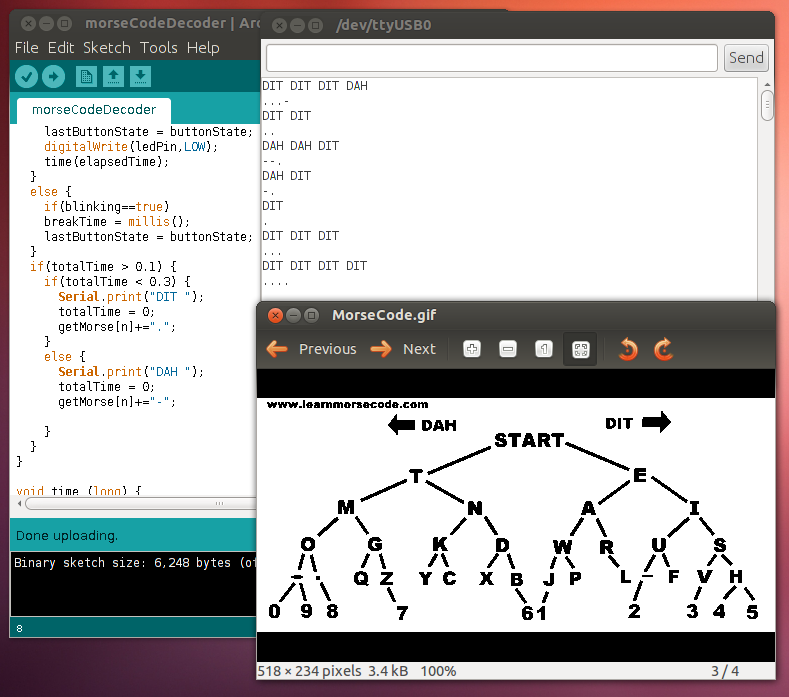 morseCodeDecoder | Ar
File Edit Sketch Tools Help
morseCodeDecoder
lastButtonState = buttonState;
digitalWrite(ledPin,LOW);
time(elapsedTime);
}
else {
if(blinking==true)
breakTime = millis();
lastButtonState = buttonState;
}
if(totalTime > 0.1) {
if(totalTime < 0.3) {
Serial.print("DIT ");
totalTime = 0;
getMorse[n]+=".";
}
else {
Serial.print("DAH ");
totalTime = 0;
getMorse[n]+="-";
}
}
}
void time (long) {
Done uploading.
Binary sketch size: 6,248 bytes (of
8
/dev/ttyUSB0
Send
DIT DIT DIT DAH
...-
DIT DIT
..
DAH DAH DIT
--.
DAH DIT
-.
DIT
.
DIT DIT DIT
...
DIT DIT DIT DIT
....
MorseCode.gif
Previous Next
www.learnmorsecode.com
DAH DIT
START
T E
M N A I
O G K D W R U S
- . Q Z Y C X B J P L - F V H
0 9 8 7 6 1 2 3 4 5
518 × 234 pixels 3.4 kB 100% 3 / 4